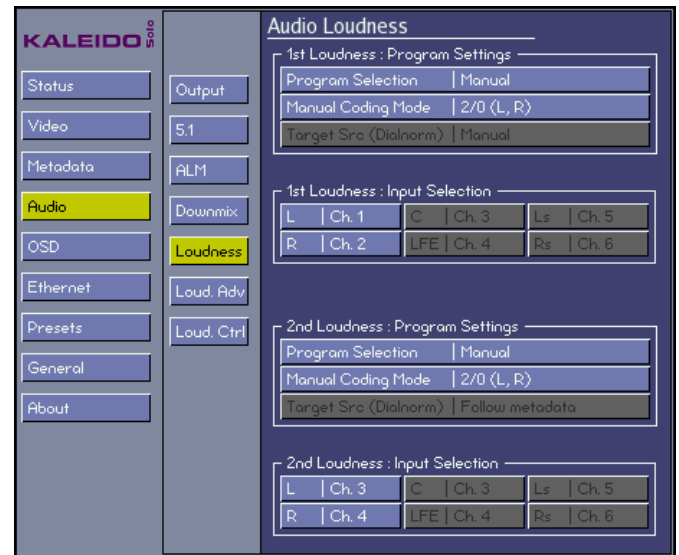 KALEIDO Solo
Status
Video
Metadata
Audio
OSD
Ethernet
Presets
General
About
Output
5.1
ALM
Downmix
Loudness
Loud. Adv
Loud. Ctrl
Audio Loudness
1st Loudness : Program Settings
Program Selection | Manual
Manual Coding Mode | 2/0 (L, R)
Target Src (Dialnorm) | Manual
1st Loudness : Input Selection
L | Ch. 1 C | Ch. 3 Ls | Ch. 5
R | Ch. 2 LFE | Ch. 4 Rs | Ch. 6
2nd Loudness : Program Settings
Program Selection | Manual
Manual Coding Mode | 2/0 (L, R)
Target Src (Dialnorm) | Follow metadata
2nd Loudness : Input Selection
L | Ch. 3 C | Ch. 3 Ls | Ch. 5
R | Ch. 4 LFE | Ch. 4 Rs | Ch. 6